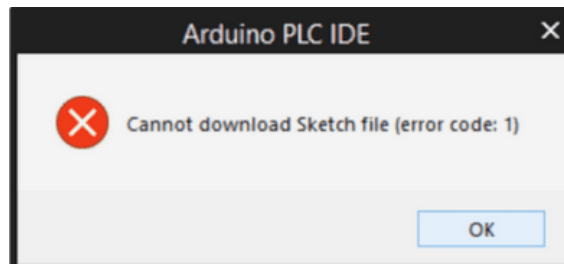 Arduino PLC IDE
Cannot download Sketch file (error code: 1)
OK